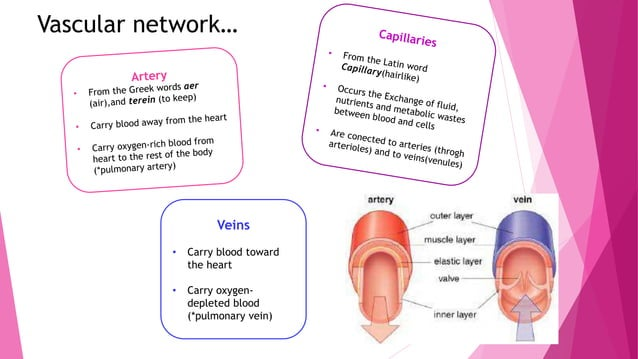 Vascular network…
Artery
• From the Greek words aer
(air),and terein (to keep)
• Carry blood away from the heart
• Carry oxygen-rich blood from
heart to the rest of the body
(*pulmonary artery)
Capillaries
• From the Latin word
Capillary(hairlike)
• Occurs the Exchange of fluid,
nutrients and metabolic wastes
between blood and cells
• Are conected to arteries (throgh
arterioles) and to veins(venules)
Veins
• Carry blood toward
the heart
• Carry oxygen-
depleted blood
(*pulmonary vein)
artery
vein
outer layer
muscle layer
elastic layer
valve
inner layer